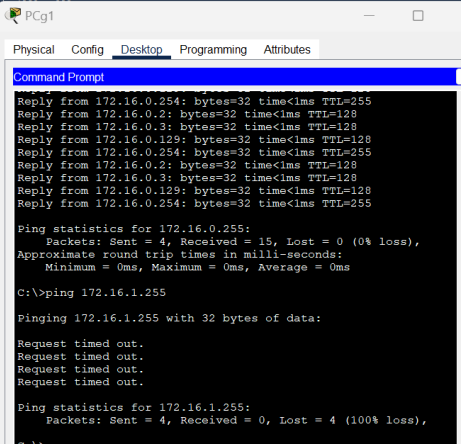 PCg1
Physical Config Desktop Programming Attributes
Command Prompt
Reply from 172.16.0.254: bytes=32 time<1ms TTL=255
Reply from 172.16.0.2: bytes=32 time<1ms TTL=128
Reply from 172.16.0.3: bytes=32 time<1ms TTL=128
Reply from 172.16.0.129: bytes=32 time<1ms TTL=128
Reply from 172.16.0.254: bytes=32 time<1ms TTL=255
Reply from 172.16.0.2: bytes=32 time<1ms TTL=128
Reply from 172.16.0.3: bytes=32 time<1ms TTL=128
Reply from 172.16.0.129: bytes=32 time<1ms TTL=128
Reply from 172.16.0.254: bytes=32 time<1ms TTL=255
Ping statistics for 172.16.0.255:
Packets: Sent = 4, Received = 15, Lost = 0 (0% loss),
Approximate round trip times in milli-seconds:
Minimum = 0ms, Maximum = 0ms, Average = 0ms
C:\>ping 172.16.1.255
Pinging 172.16.1.255 with 32 bytes of data:
Request timed out.
Request timed out.
Request timed out.
Request timed out.
Ping statistics for 172.16.1.255:
Packets: Sent = 4, Received = 0, Lost = 4 (100% loss),